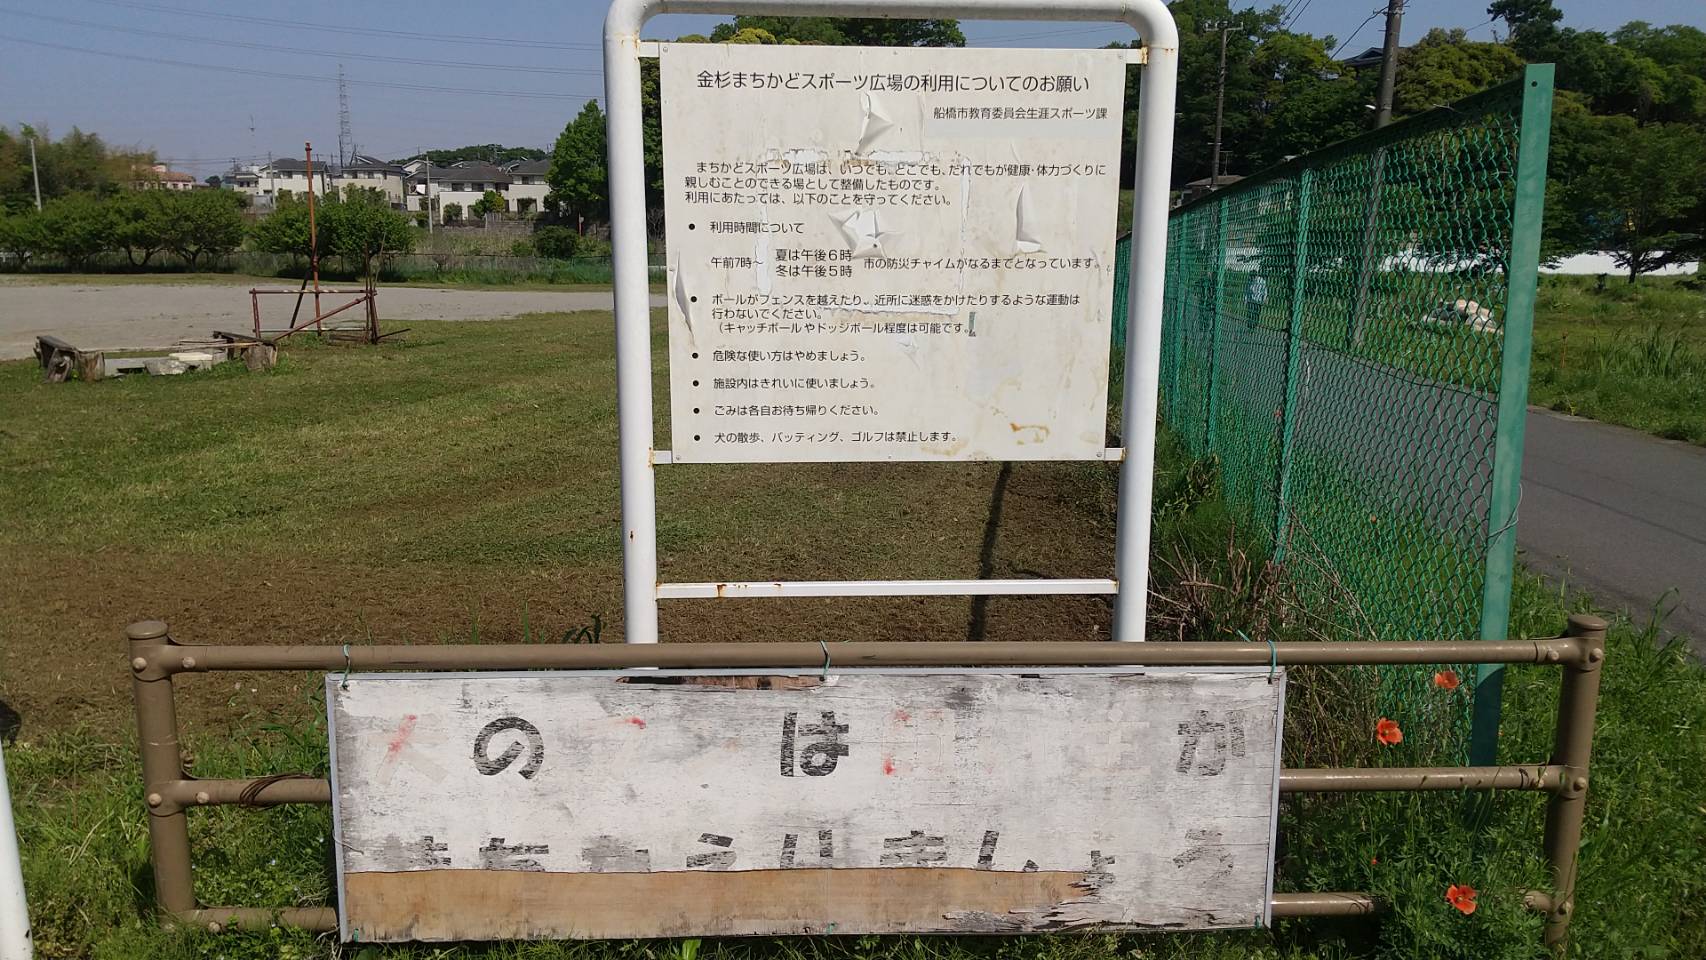 金杉まちかどスポーツ広場の利用についてのお願い
船橋市教育委員会生涯スポーツ課
まちかどスポーツ広場は、いつでも、どこでも、だれでもが健康・体力づくりに
親しむことのできる場として整備したものです。
利用にあたっては、以下のことを守ってください。
● 利用時間について
午前7時～ 夏は午後6時 市の防災チャイムがなるまでとなっています。
冬は午後5時
● ボールがフェンスを越えたり、近所に迷惑をかけたりするような運動は
行わないでください。
（キャッチボールやドッジボール程度は可能です。
● 危険な使い方はやめましょう。
● 施設内はきれいに使いましょう。
● ごみは各自お待ち帰りください。
● 犬の散歩、バッティング、ゴルフは禁止します。
犬のフンは か
もちかえりましょう